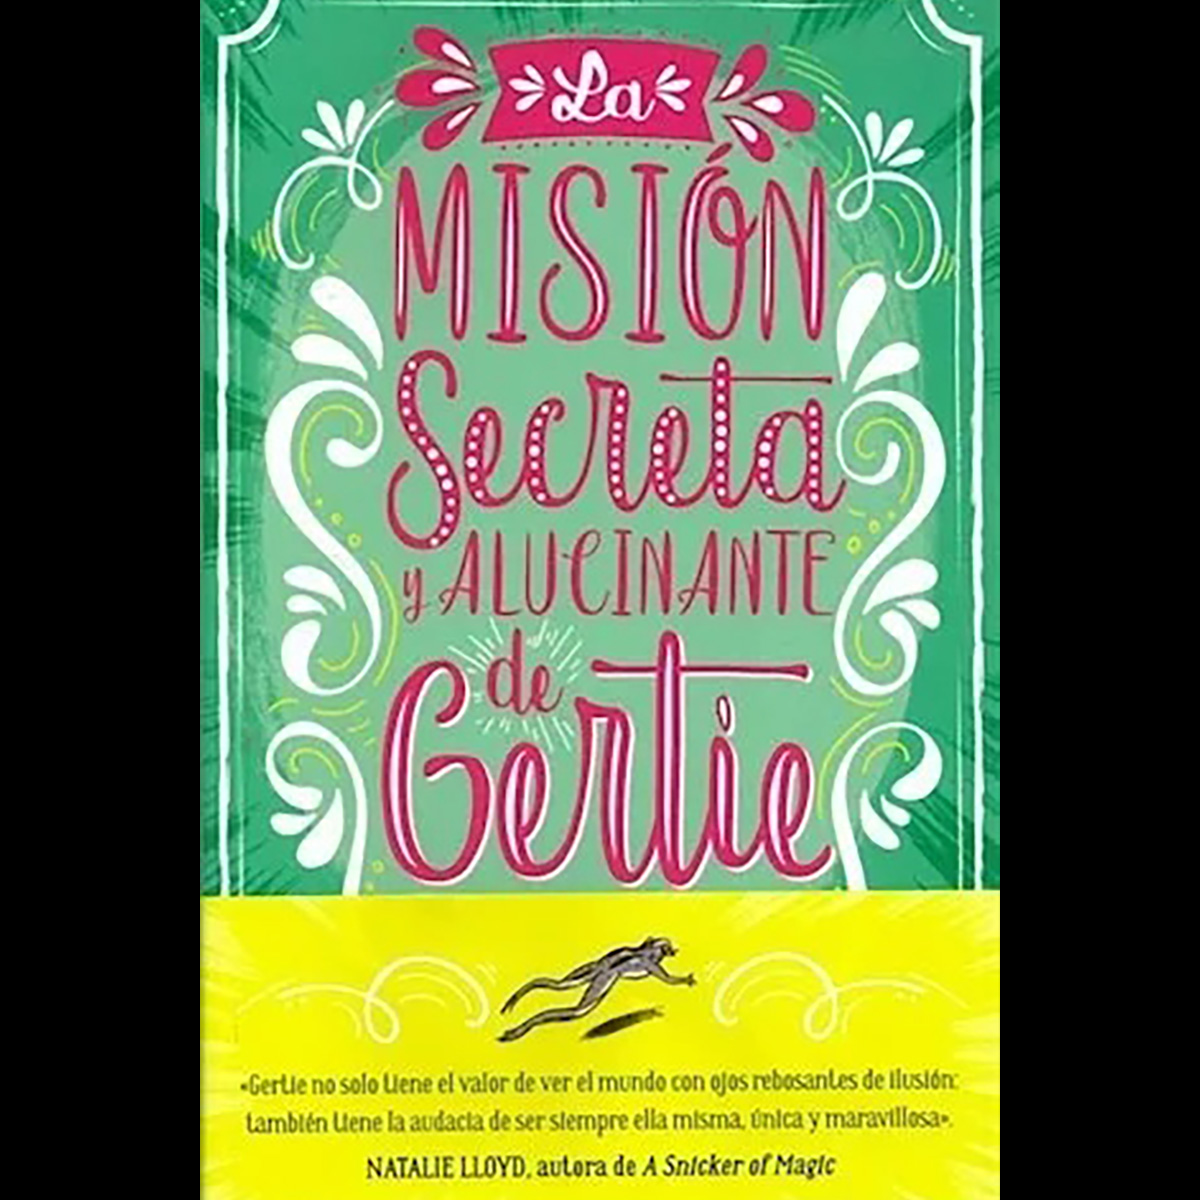 La
MISIÓN
Secreta
y ALUCINANTE
de
Gertie
«Gertie no solo tiene el valor de ver el mundo con ojos rebosantes de ilusión:
también tiene la audacia de ser siempre ella misma, única y maravillosa».
NATALIE LLOYD, autora de A Snicker of Magic